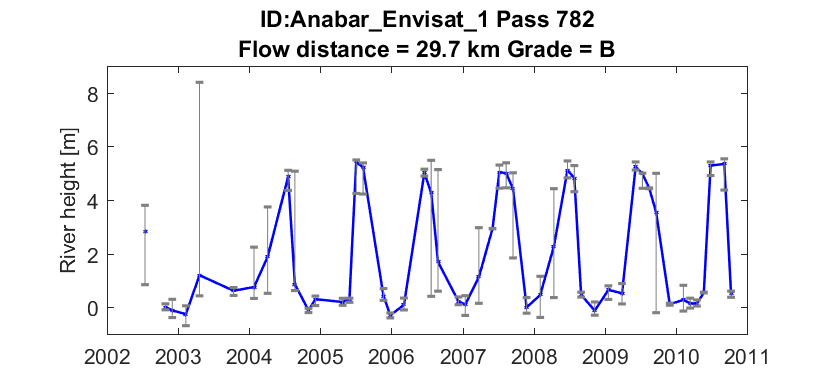 ID:Anabar_Envisat_1 Pass 782
Flow distance = 29.7 km Grade = B
River height [m]
8
6
4
2
0
2002 2003 2004 2005 2006 2007 2008 2009 2010 2011